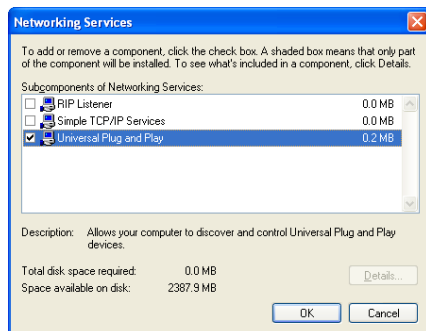 Networking Services
To add or remove a component, click the check box. A shaded box means that only part
of the component will be installed. To see what's included in a component, click Details.
Subcomponents of Networking Services:
RIP Listener 0.0 MB
Simple TCP/IP Services 0.0 MB
Universal Plug and Play 0.2 MB
Description: Allows your computer to discover and control Universal Plug and Play
devices.
Total disk space required: 0.0 MB
Details...
Space available on disk: 2387.9 MB
OK Cancel